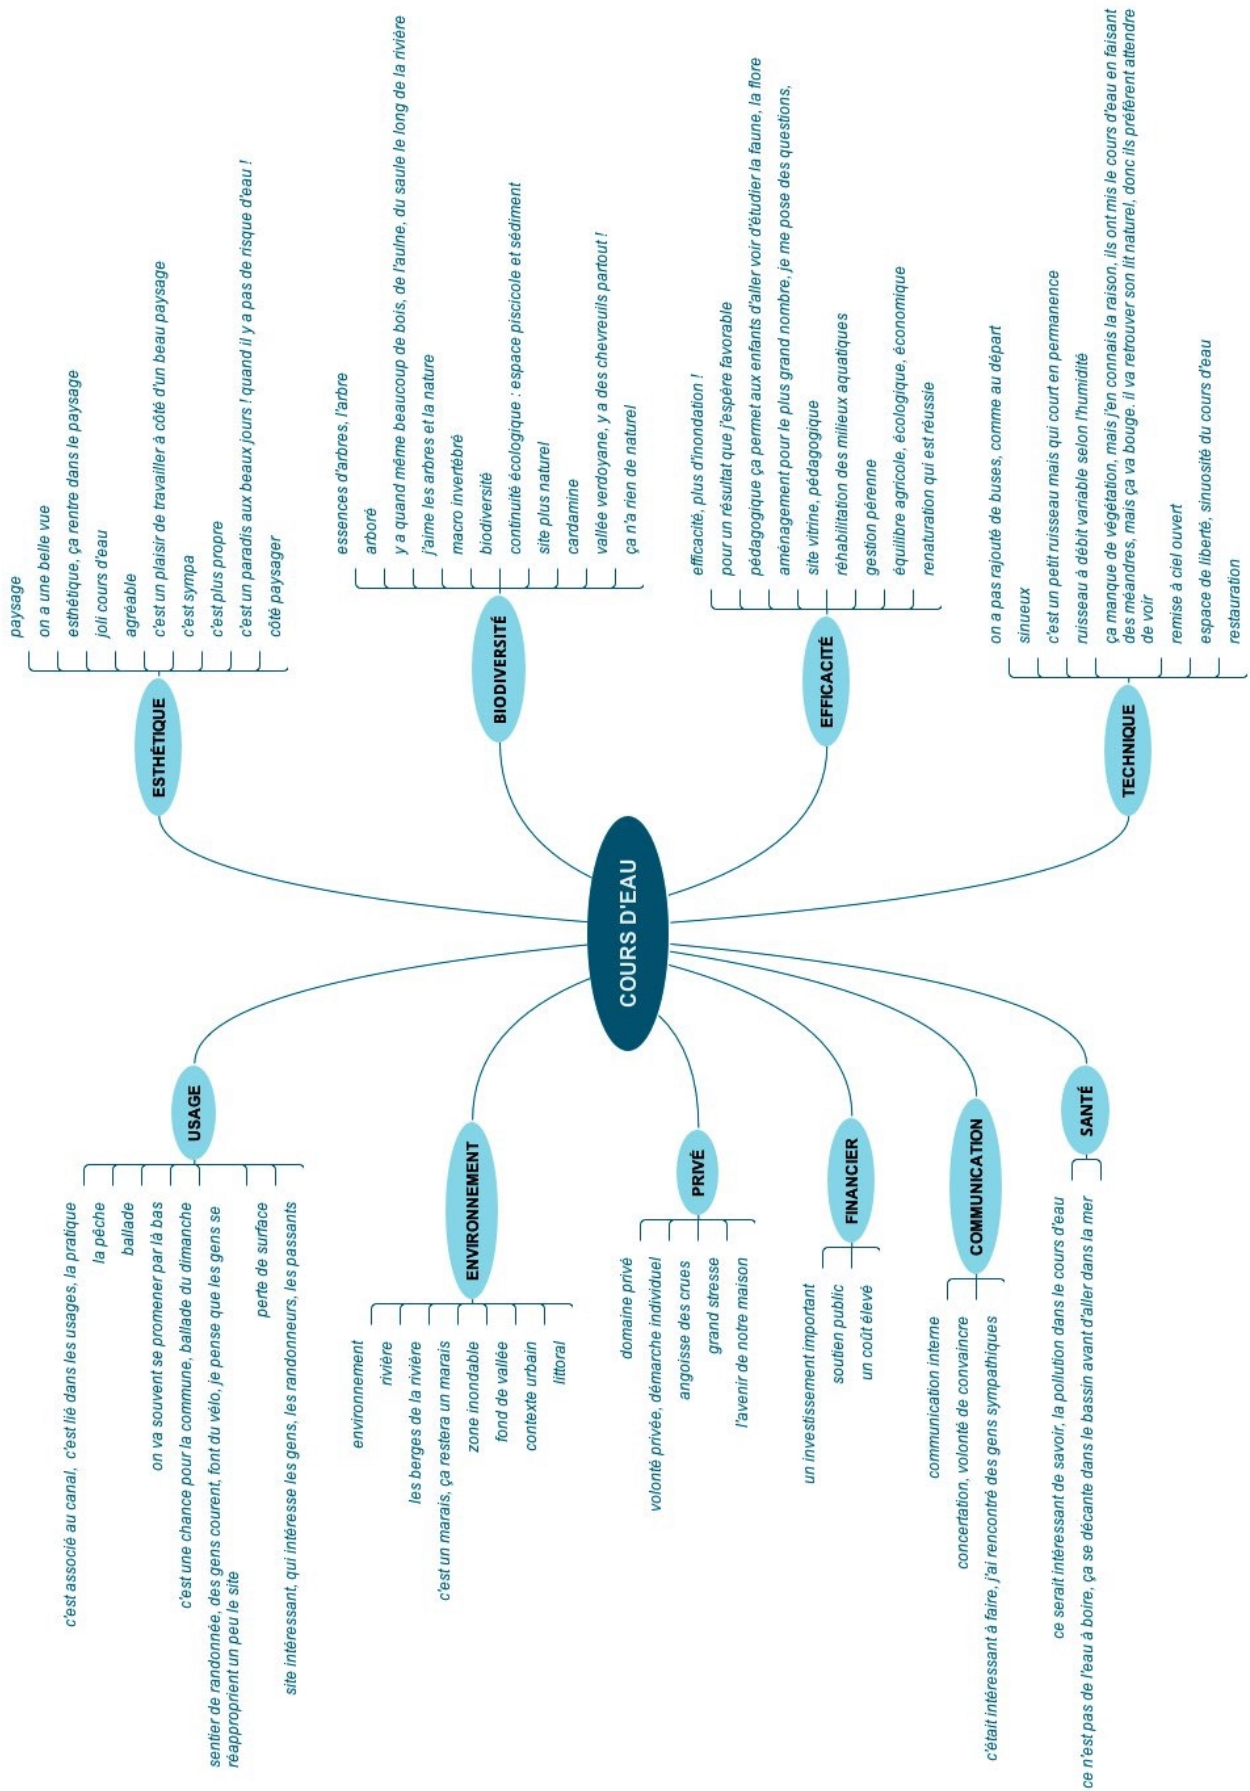 COURS D'EAU
USAGE
c'est associé au canal, c'est lié dans les usages, la pratique
la pêche
ballade
on va souvent se promener par là bas
c'est une chance pour la commune, ballade du dimanche
sentier de randonnée, des gens courent, font du vélo, je pense que les gens se
réapproprient un peu le site
perte de surface
site intéressant, qui intéresse les gens, les randonneurs, les passants
ENVIRONNEMENT
environnement
rivière
les berges de la rivière
c'est un marais, ça restera un marais
zone inondable
fond de vallée
contexte urbain
littoral
PRIVÉ
domaine privé
volonté privée, démarche individuel
angoisse des crues
grand stresse
l'avenir de notre maison
FINANCIER
un investissement important
soutien public
un coût élevé
COMMUNICATION
communication interne
concertation, volonté de convaincre
c'était intéressant à faire, j'ai rencontré des gens sympathiques
SANTÉ
ce serait intéressant de savoir, la pollution dans le cours d'eau
ce n'est pas de l'eau à boire, ça se décante dans le bassin avant d'aller dans la mer
ESTHÉTIQUE
paysage
on a une belle vue
esthétique, ça rentre dans le paysage
joli cours d'eau
agréable
c'est un plaisir de travailler à côté d'un beau paysage
c'est sympa
c'est plus propre
c'est un paradis aux beaux jours ! quand il y a pas de risque d'eau !
côté paysager
BIODIVERSITÉ
essences d'arbres, l'arbre
arboré
y a quand même beaucoup de bois, de l'aulne, du saule le long de la rivière
j'aime les arbres et la nature
macro invertébré
biodiversité
continuité écologique : espace piscicole et sédiment
site plus naturel
cardamine
vallée verdoyane, y a des chevreuils partout !
ça n'a rien de naturel
EFFICACITÉ
efficacité, plus d'inondation !
pour un résultat que j'espère favorable
pédagogique ça permet aux enfants d'aller voir d'étudier la faune, la flore
aménagement pour le plus grand nombre, je me pose des questions,
site vitrine, pédagogique
réhabilitation des milieux aquatiques
gestion pérenne
équilibre agricole, écologique, économique
renaturation qui est réussie
TECHNIQUE
on a pas rajouté de buses, comme au départ
sinueux
c'est un petit ruisseau mais qui court en permanence
ruisseau à débit variable selon l'humidité
ça manque de végétation, mais j'en connais la raison, ils ont mis le cours d'eau en faisant
des méandres, mais ça va bouge. il va retrouver son lit naturel, donc ils préfèrent attendre
de voir
remise à ciel ouvert
espace de liberté, sinuosité du cours d'eau
restauration